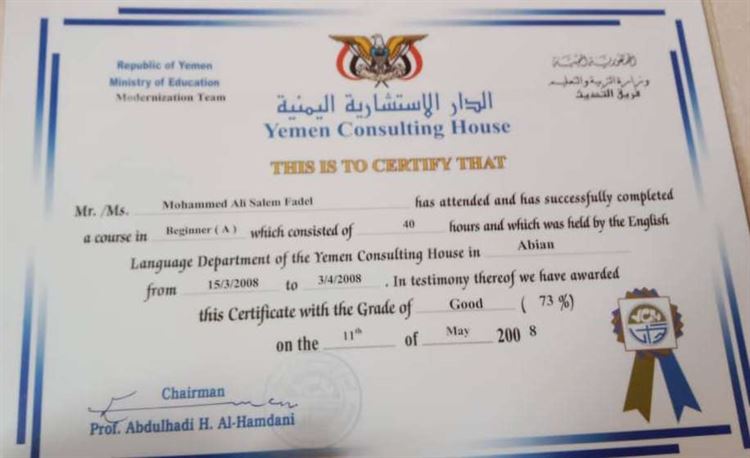 Republic of Yemen
Ministry of Education
Modernization Team
الجمهورية اليمنية
وزارة التربية والتعليم
فريق التحديث
الدار الإستشارية اليمنية
Yemen Consulting House
THIS IS TO CERTIFY THAT
Mr. /Ms. Mohammed Ali Salem Fadel has attended and has successfully completed
a course in Beginner ( A ) which consisted of 40 hours and which was held by the English
Language Department of the Yemen Consulting House in Abian
from 15/3/2008 to 3/4/2008 . In testimony thereof we have awarded
this Certificate with the Grade of Good ( 73 %)
on the 11th of May 200 8
YCH
Chairman
Prof. Abdulhadi H. Al-Hamdani